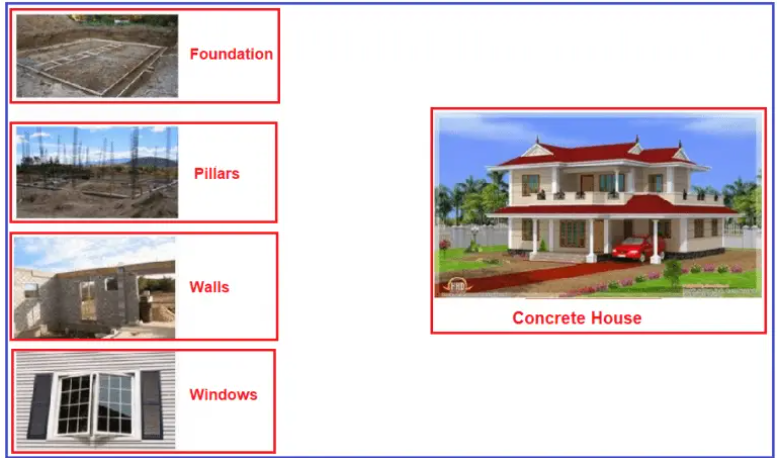 Foundation
Pillars
Walls
Windows
Concrete House